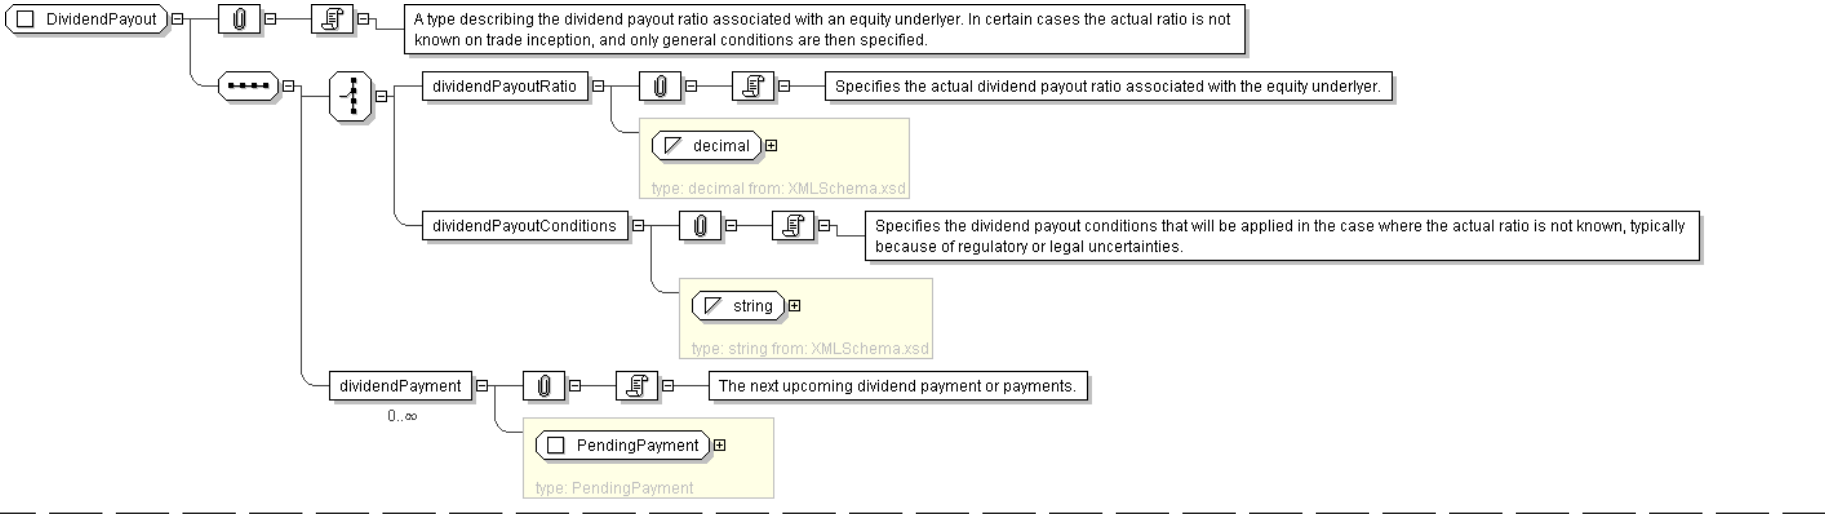 DividendPayout
A type describing the dividend payout ratio associated with an equity underlyer. In certain cases the actual ratio is not
known on trade inception, and only general conditions are then specified.
dividendPayoutRatio
Specifies the actual dividend payout ratio associated with the equity underlyer.
decimal
type: decimal from: XMLSchema.xsd
dividendPayoutConditions
Specifies the dividend payout conditions that will be applied in the case where the actual ratio is not known, typically
because of regulatory or legal uncertainties.
string
type: string from: XMLSchema.xsd
dividendPayment
The next upcoming dividend payment or payments.
0..∞
PendingPayment
type: PendingPayment